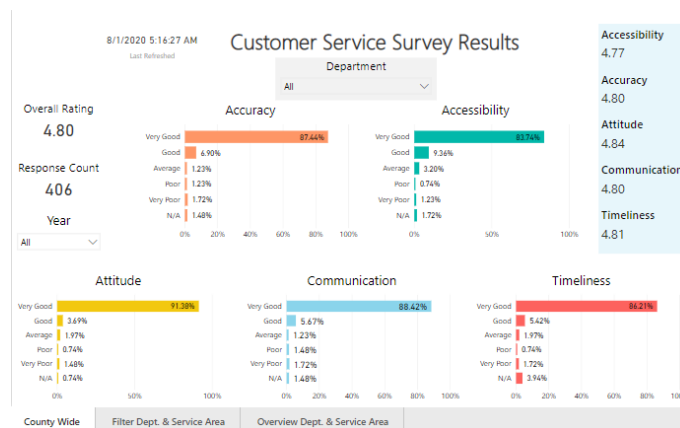 8/1/2020 5:16:27 AM
Last Refreshed
Customer Service Survey Results
Department
All
Overall Rating
4.80
Response Count
406
Year
All
Accuracy
Very Good 87.44%
Good 6.90%
Average 1.23%
Poor 1.23%
Very Poor 1.72%
N/A 1.48%
0% 20% 40% 60% 80% 100%
Accessibility
Very Good 83.74%
Good 9.36%
Average 3.20%
Poor 0.74%
Very Poor 1.23%
N/A 1.72%
0% 50% 100%
Accessibility
4.77
Accuracy
4.80
Attitude
4.84
Communication
4.80
Timeliness
4.81
Attitude
Very Good 91.38%
Good 3.69%
Average 1.97%
Poor 0.74%
Very Poor 1.48%
N/A 0.74%
0% 50% 100%
Communication
Very Good 88.42%
Good 5.67%
Average 1.23%
Poor 1.48%
Very Poor 1.72%
N/A 1.48%
0% 20% 40% 60% 80% 100%
Timeliness
Very Good 86.21%
Good 5.42%
Average 1.97%
Poor 0.74%
Very Poor 1.72%
N/A 3.94%
0% 20% 40% 60% 80% 100
County Wide Filter Dept. & Service Area Overview Dept. & Service Area